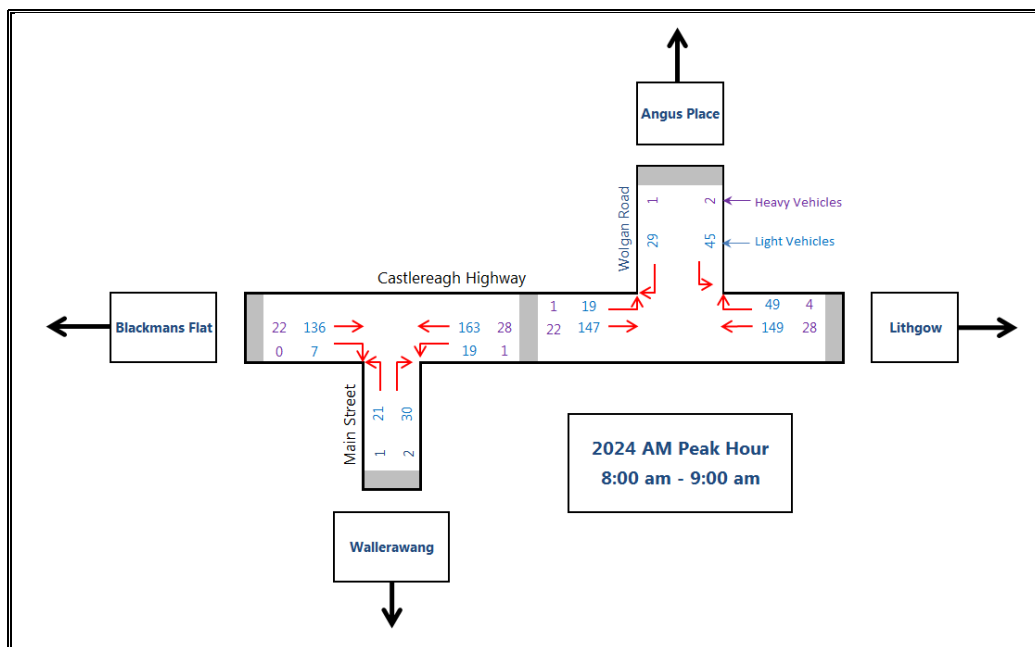 Angus Place
Wolgan Road
1 2 Heavy Vehicles
29 45 Light Vehicles
Castlereagh Highway
Blackmans Flat
22 136 163 28
0 7 19 1
1 19 49 4
22 147 149 28
Lithgow
Main Street
21 30
1 2
2024 AM Peak Hour
8:00 am - 9:00 am
Wallerawang